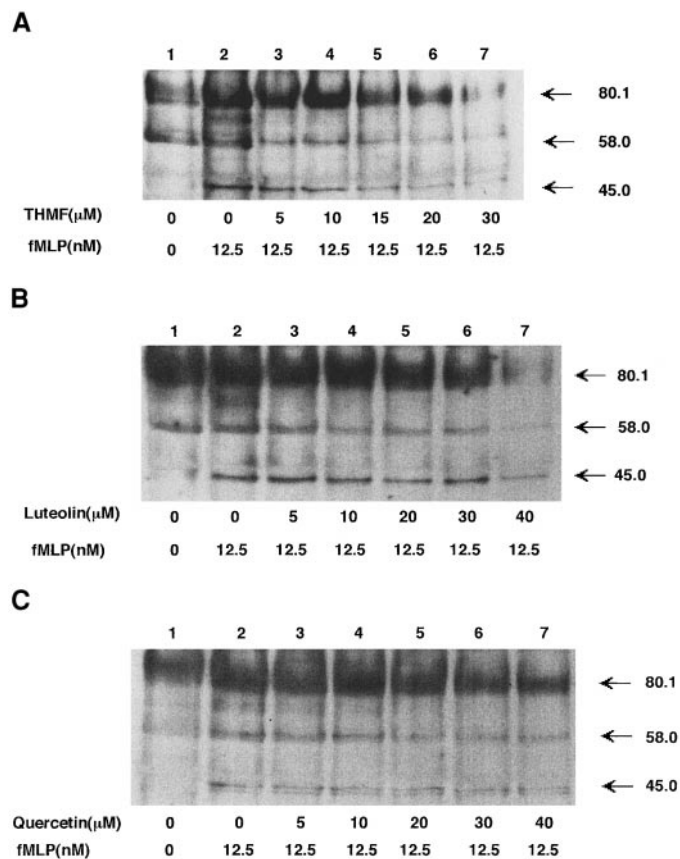 A
1 2 3 4 5 6 7
80.1
58.0
45.0
THMF(μM) 0 0 5 10 15 20 30
fMLP(nM) 0 12.5 12.5 12.5 12.5 12.5 12.5
B
1 2 3 4 5 6 7
80.1
58.0
45.0
Luteolin(μM) 0 0 5 10 20 30 40
fMLP(nM) 0 12.5 12.5 12.5 12.5 12.5 12.5
C
1 2 3 4 5 6 7
80.1
58.0
45.0
Quercetin(μM) 0 0 5 10 20 30 40
fMLP(nM) 0 12.5 12.5 12.5 12.5 12.5 12.5